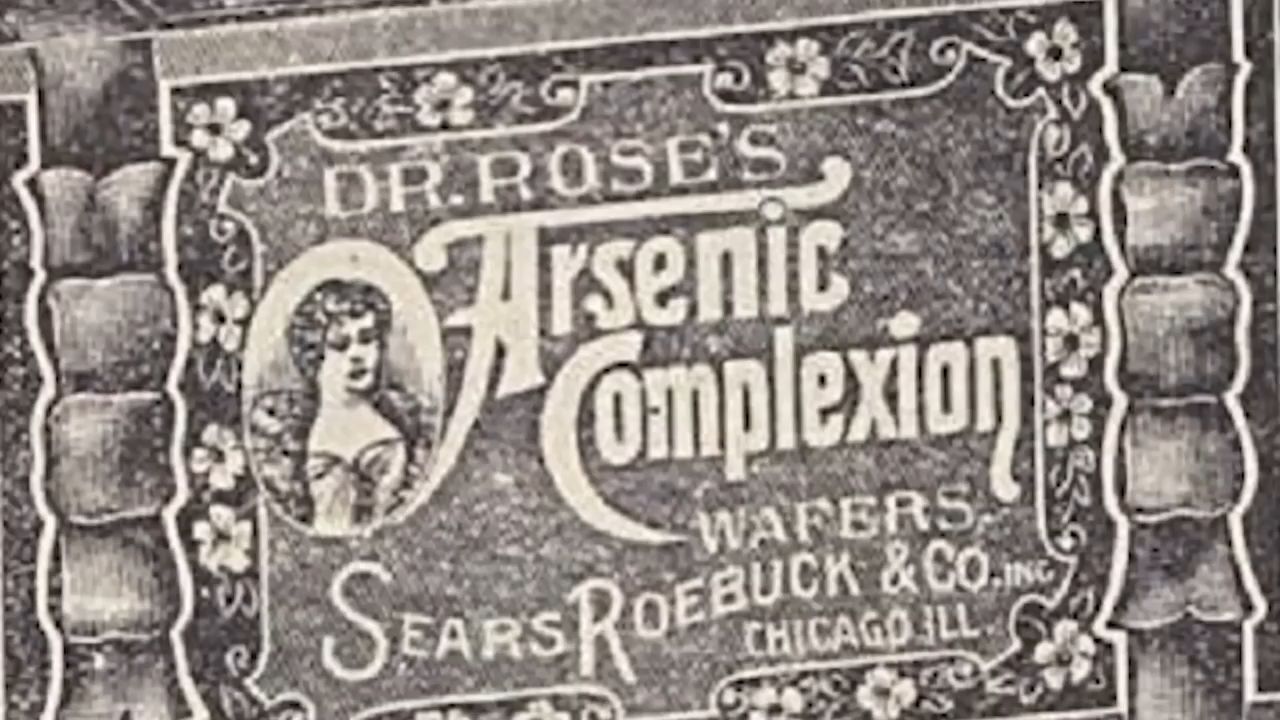 DR. ROSE'S
Arsenic
Complexion
WAFERS.
SEARS ROEBUCK & CO. INC
CHICAGO. ILL.